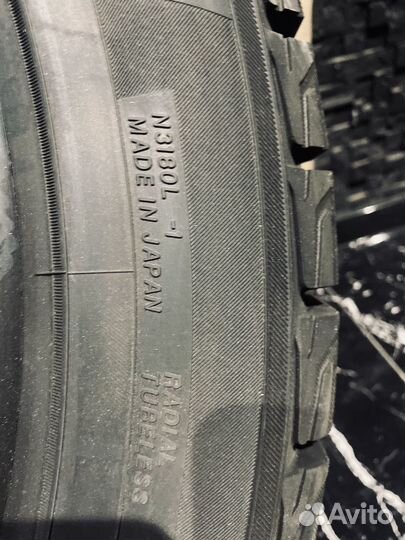 N3180L -1
MADE IN JAPAN
RADIAL
TUBELESS
Avito